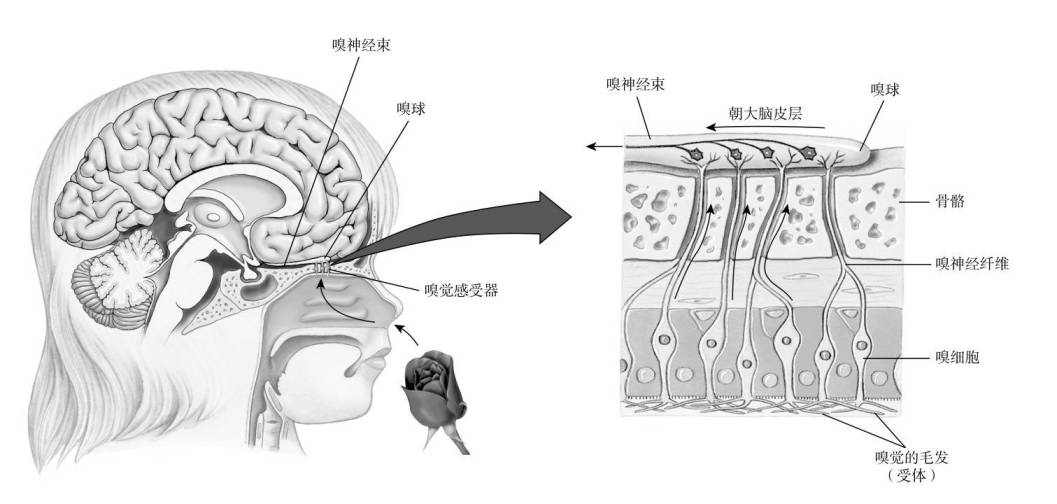 嗅神经束
嗅球
嗅觉感受器
嗅神经束
朝大脑皮层
嗅球
骨骼
嗅神经纤维
嗅细胞
嗅觉的毛发
（受体）